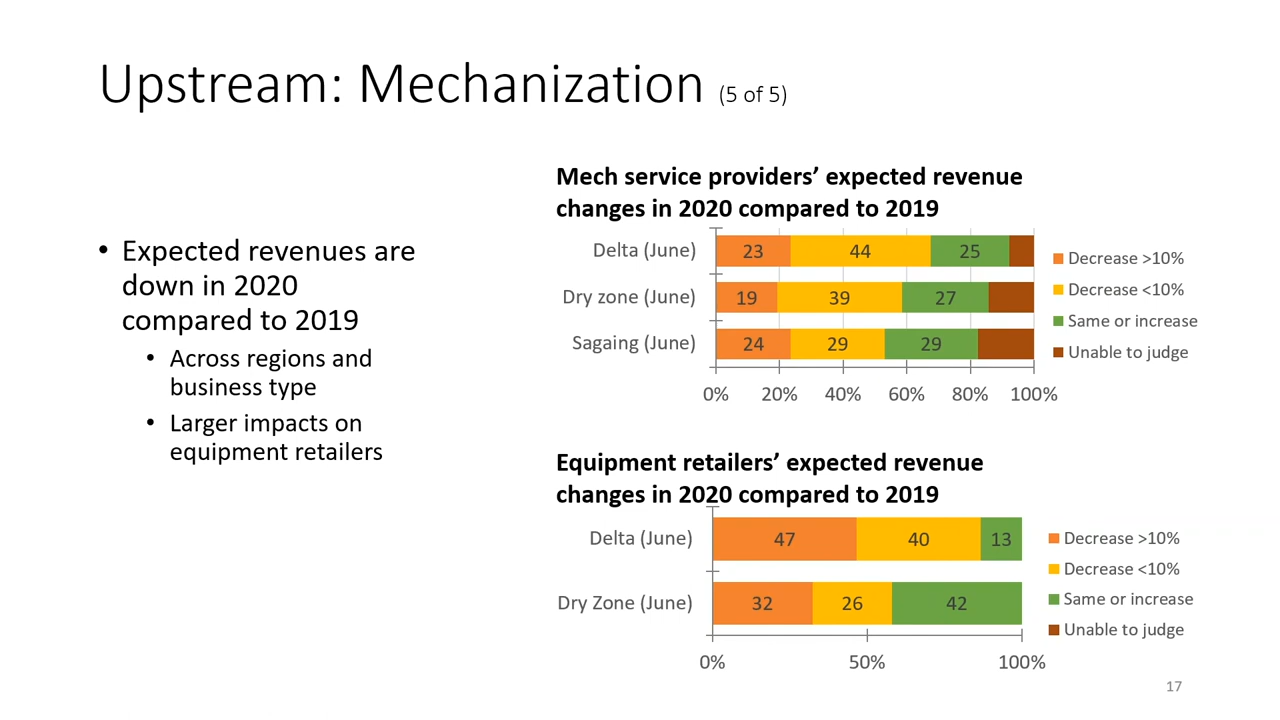 Upstream: Mechanization (5 of 5)
• Expected revenues are
down in 2020
compared to 2019
• Across regions and
business type
• Larger impacts on
equipment retailers
Mech service providers’ expected revenue
changes in 2020 compared to 2019
Delta (June) 23 44 25
Dry zone (June) 19 39 27
Sagaing (June) 24 29 29
0% 20% 40% 60% 80% 100%
Decrease >10%
Decrease <10%
Same or increase
Unable to judge
Equipment retailers’ expected revenue
changes in 2020 compared to 2019
Delta (June) 47 40 13
Dry Zone (June) 32 26 42
0% 50% 100%
Decrease >10%
Decrease <10%
Same or increase
Unable to judge
17